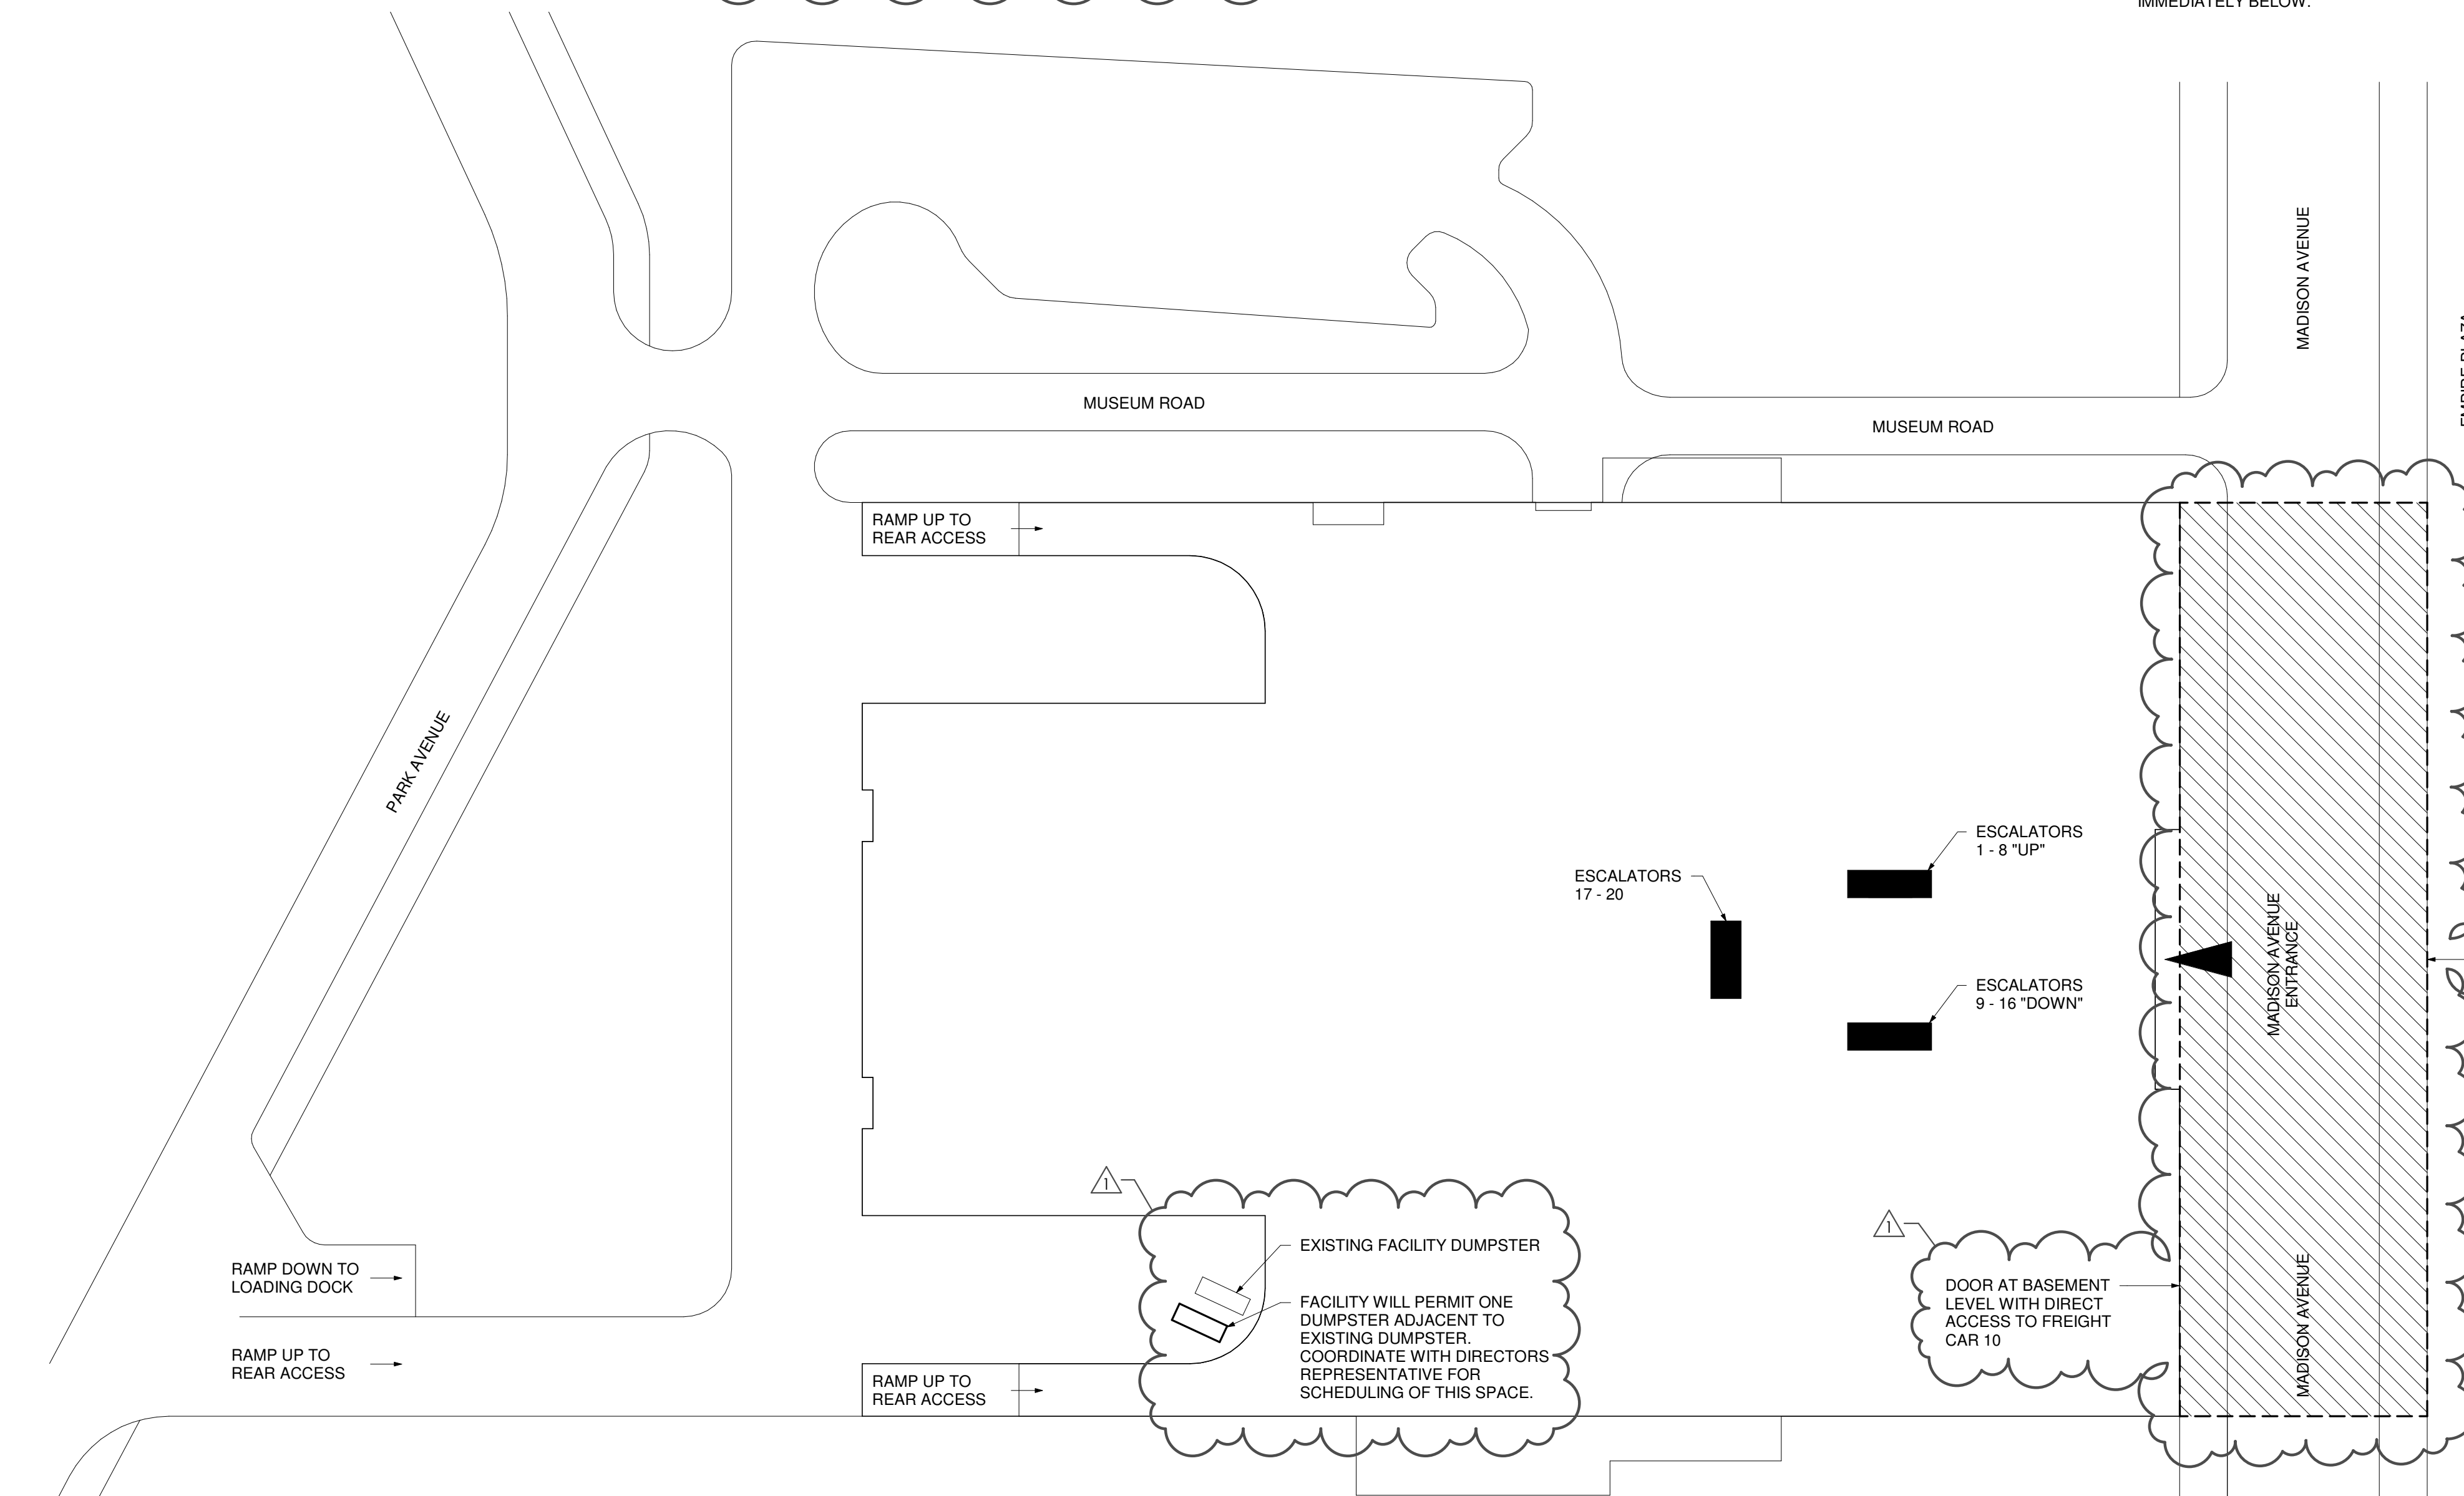 IMMEDIATELY BELOW.
MADISON AVENUE
EMPIRE PLAZA
MUSEUM ROAD
MUSEUM ROAD
RAMP UP TO
REAR ACCESS
PARK AVENUE
ESCALATORS
1 - 8 "UP"
ESCALATORS
17 - 20
MADISON AVENUE
ENTRANCE
ESCALATORS
9 - 16 "DOWN"
1
EXISTING FACILITY DUMPSTER
FACILITY WILL PERMIT ONE
DUMPSTER ADJACENT TO
EXISTING DUMPSTER.
COORDINATE WITH DIRECTORS
REPRESENTATIVE FOR
SCHEDULING OF THIS SPACE.
1
DOOR AT BASEMENT
LEVEL WITH DIRECT
ACCESS TO FREIGHT
CAR 10
MADISON AVENUE
RAMP DOWN TO
LOADING DOCK
RAMP UP TO
REAR ACCESS
RAMP UP TO
REAR ACCESS